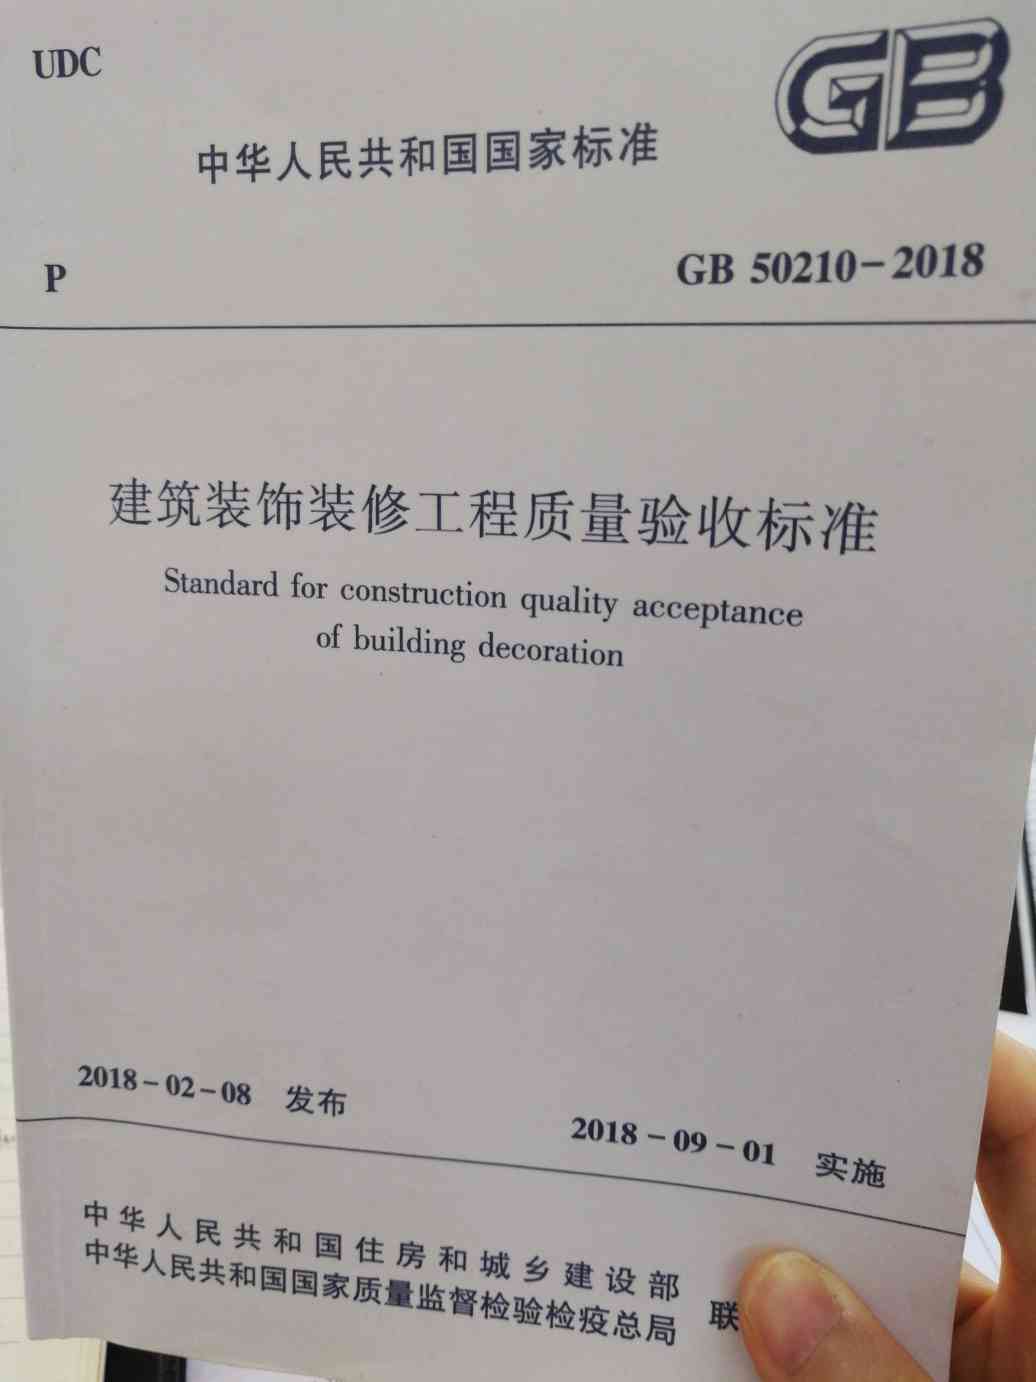 UDC
GB
中华人民共和国国家标准
P
GB 50210-2018
建筑装饰装修工程质量验收标准
Standard for construction quality acceptance
of building decoration
2018-02-08 发布
2018-09-01 实施
中华人民共和国住房和城乡建设部
中华人民共和国国家质量监督检验检疫总局
联